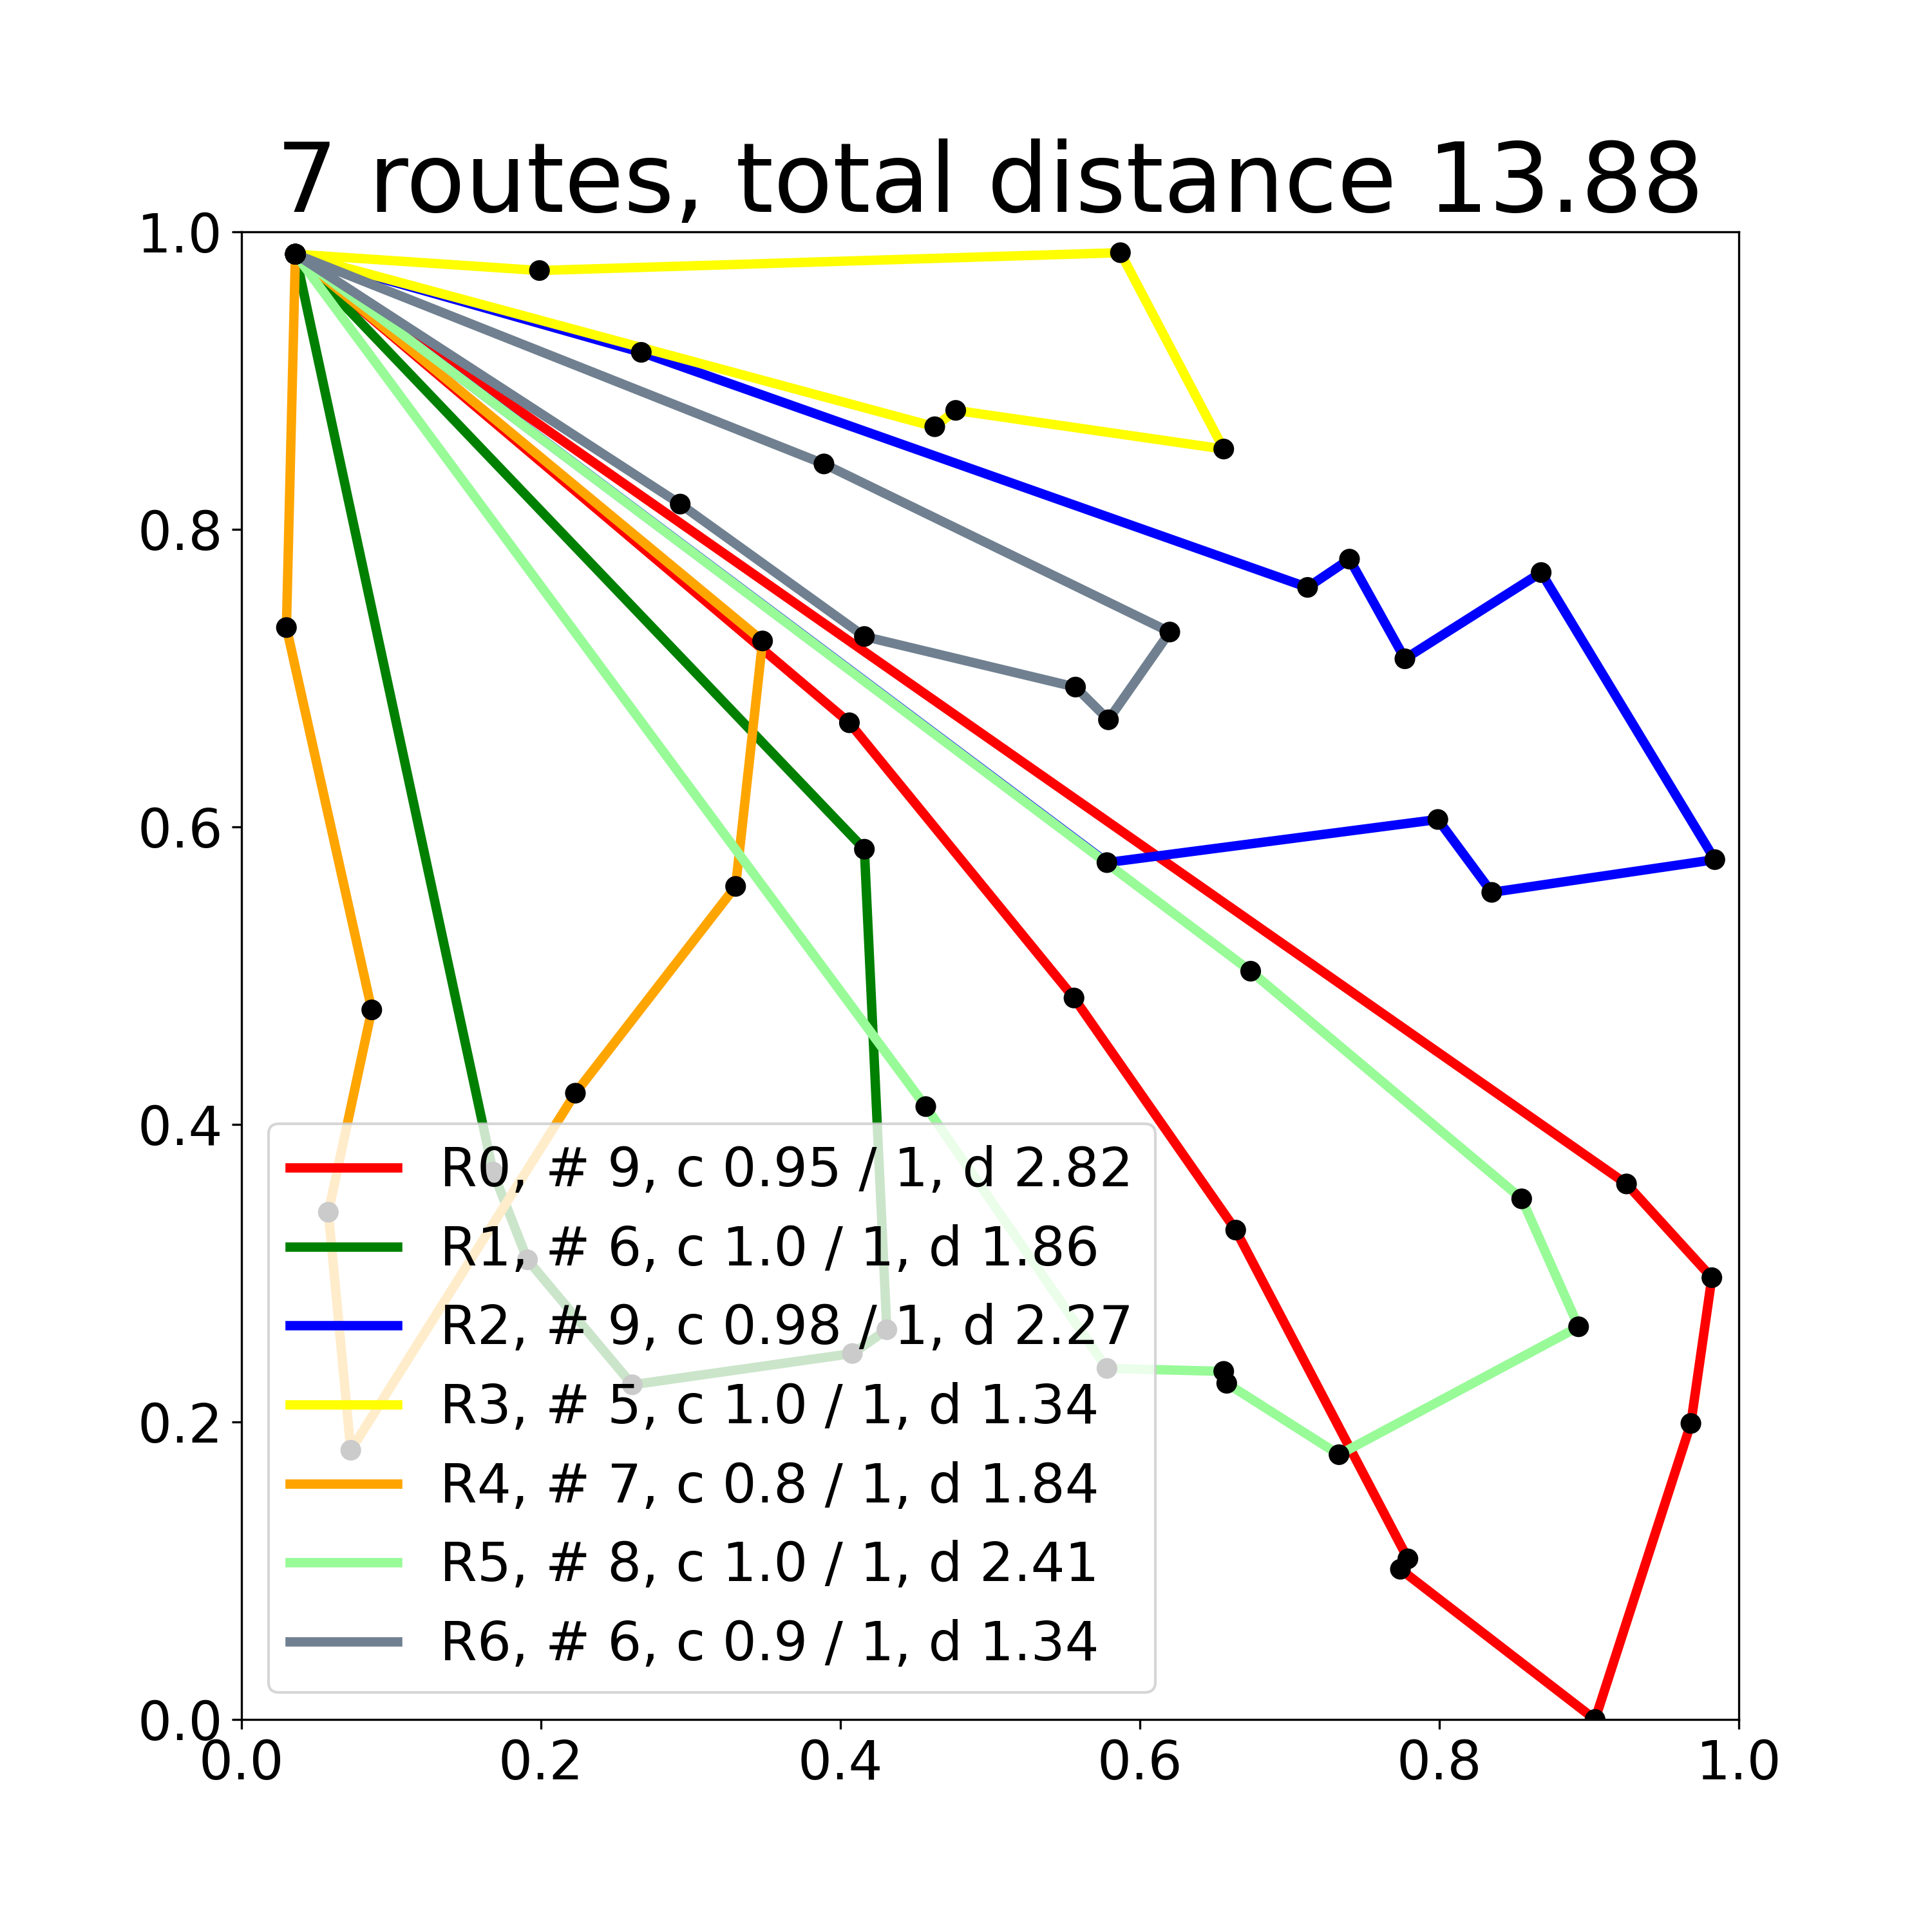 7 routes, total distance 13.88
1.0
0.8
0.6
0.4
0.2
0.0
R0, # 9, c 0.95 / 1, d 2.82
R1, # 6, c 1.0 / 1, d 1.86
R2, # 9, c 0.98 / 1, d 2.27
R3, # 5, c 1.0 / 1, d 1.34
R4, # 7, c 0.8 / 1, d 1.84
R5, # 8, c 1.0 / 1, d 2.41
R6, # 6, c 0.9 / 1, d 1.34
0.0 0.2 0.4 0.6 0.8 1.0